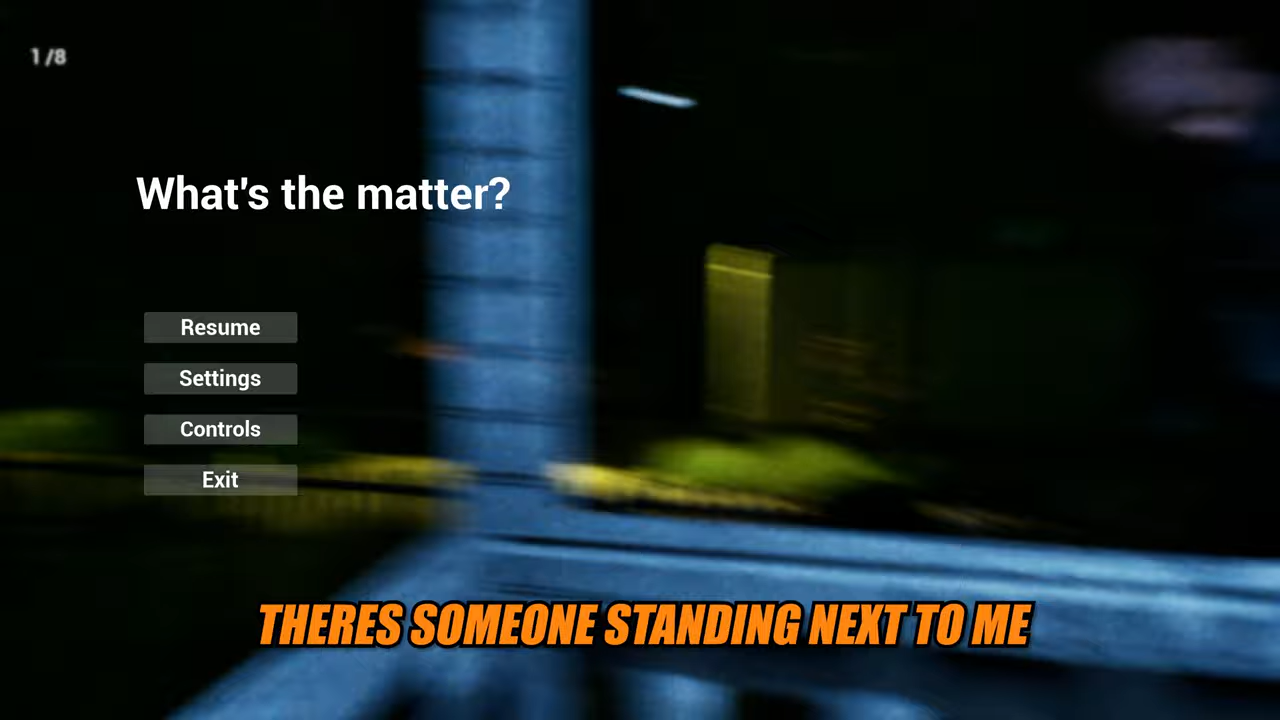 1/8
What's the matter?
Resume
Settings
Controls
Exit
THERES SOMEONE STANDING NEXT TO ME